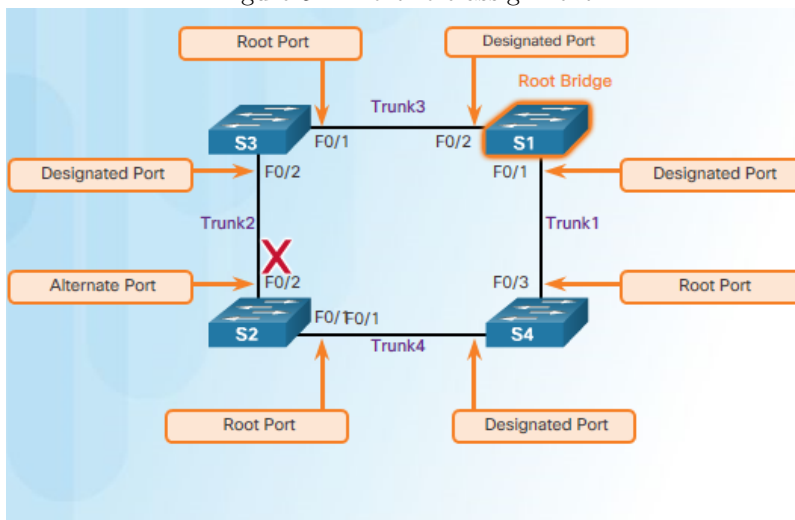 Root Port
Designated Port
Root Bridge
Trunk3
S3
F0/1
F0/2
S1
Designated Port
F0/2
F0/1
Designated Port
Trunk2
Trunk1
Alternate Port
F0/2
F0/3
Root Port
S2
F0/1
F0/1
S4
Trunk4
Root Port
Designated Port